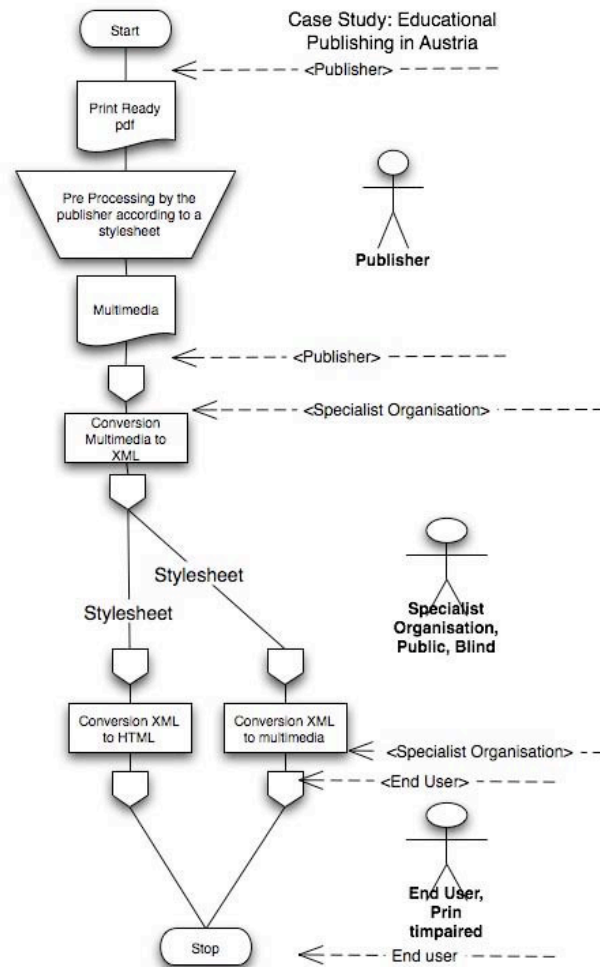 Case Study: Educational
Publishing in Austria
Start
<Publisher>
Print Ready
pdf
Pre Processing by the
publisher according to a
stylesheet
Publisher
Multimedia
<Publisher>
<Specialist Organisation>
Conversion
Multimedia to
XML
Stylesheet
Stylesheet
Specialist
Organisation,
Public, Blind
Conversion XML
to HTML
Conversion XML
to multimedia
<Specialist Organisation>
<End User>
End User,
Prin
timpaired
Stop
End user